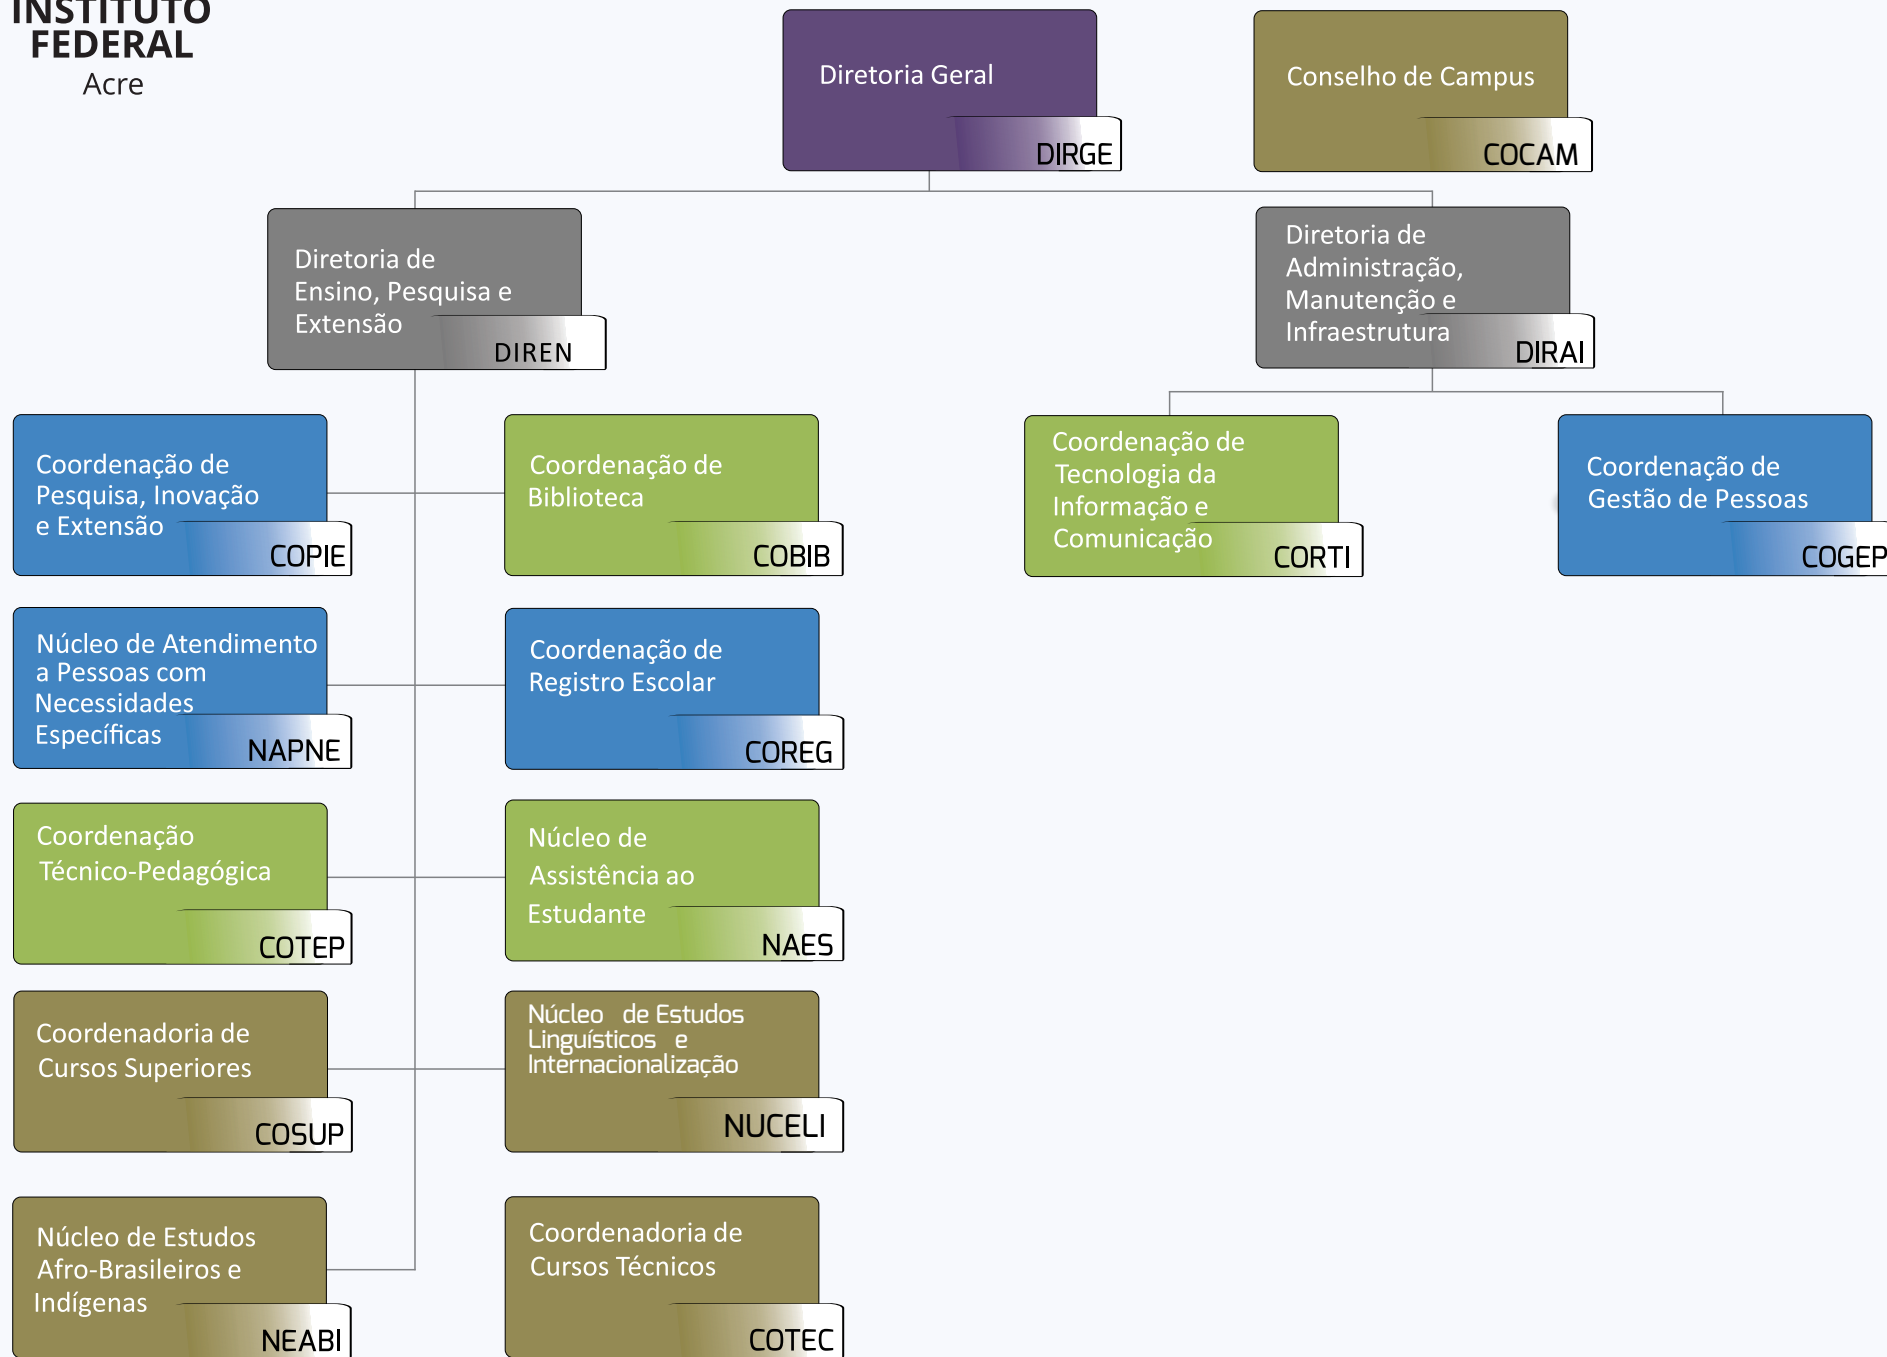 INSTITUTO
FEDERAL
Acre
Diretoria Geral
DIRGE
Conselho de Campus
COCAM
Diretoria de
Ensino, Pesquisa e
Extensão
DIREN
Diretoria de
Administração,
Manutenção e
Infraestrutura
DIRAI
Coordenação de
Pesquisa, Inovação
e Extensão
COPIE
Coordenação de
Biblioteca
COBIB
Coordenação de
Tecnologia da
Informação e
Comunicação
CORTI
Coordenação de
Gestão de Pessoas
COGEP
Núcleo de Atendimento
a Pessoas com
Necessidades
Específicas
NAPNE
Coordenação de
Registro Escolar
COREG
Coordenação
Técnico-Pedagógica
COTEP
Núcleo de
Assistência ao
Estudante
NAES
Coordenadoria de
Cursos Superiores
COSUP
Núcleo de Estudos
Linguísticos e
Internacionalização
NUCELI
Núcleo de Estudos
Afro-Brasileiros e
Indígenas
NEABI
Coordenadoria de
Cursos Técnicos
COTEC